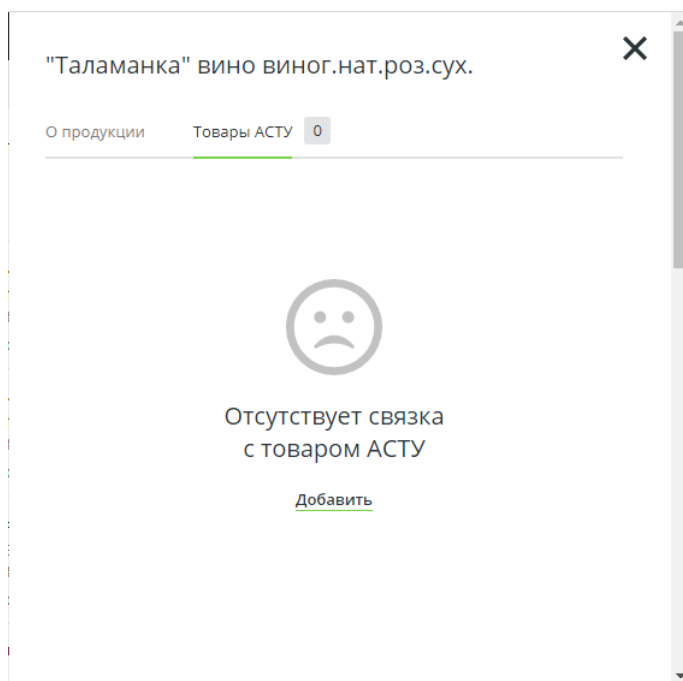 "Таламанка" вино виног.нат.роз.сух.
О продукции
Товары АСТУ 0
Отсутствует связка
с товаром АСТУ
Добавить